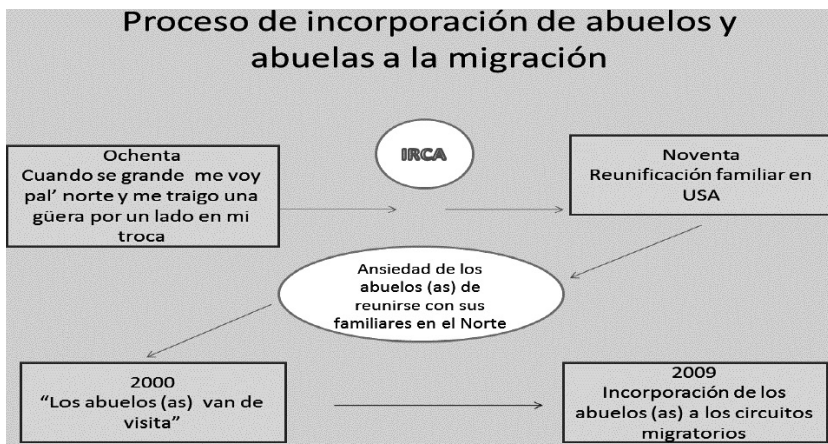 Proceso de incorporación de abuelos y
abuelas a la migración
Ochenta
Cuando se grande me voy
pal’ norte y me traigo una
güera por un lado en mi
troca
IRCA
Noventa
Reunificación familiar en
USA
Ansiedad de los
abuelos (as) de
reunirse con sus
familiares en el Norte
2000
“Los abuelos (as) van de
visita”
2009
Incorporación de los
abuelos (as) a los circuitos
migratorios